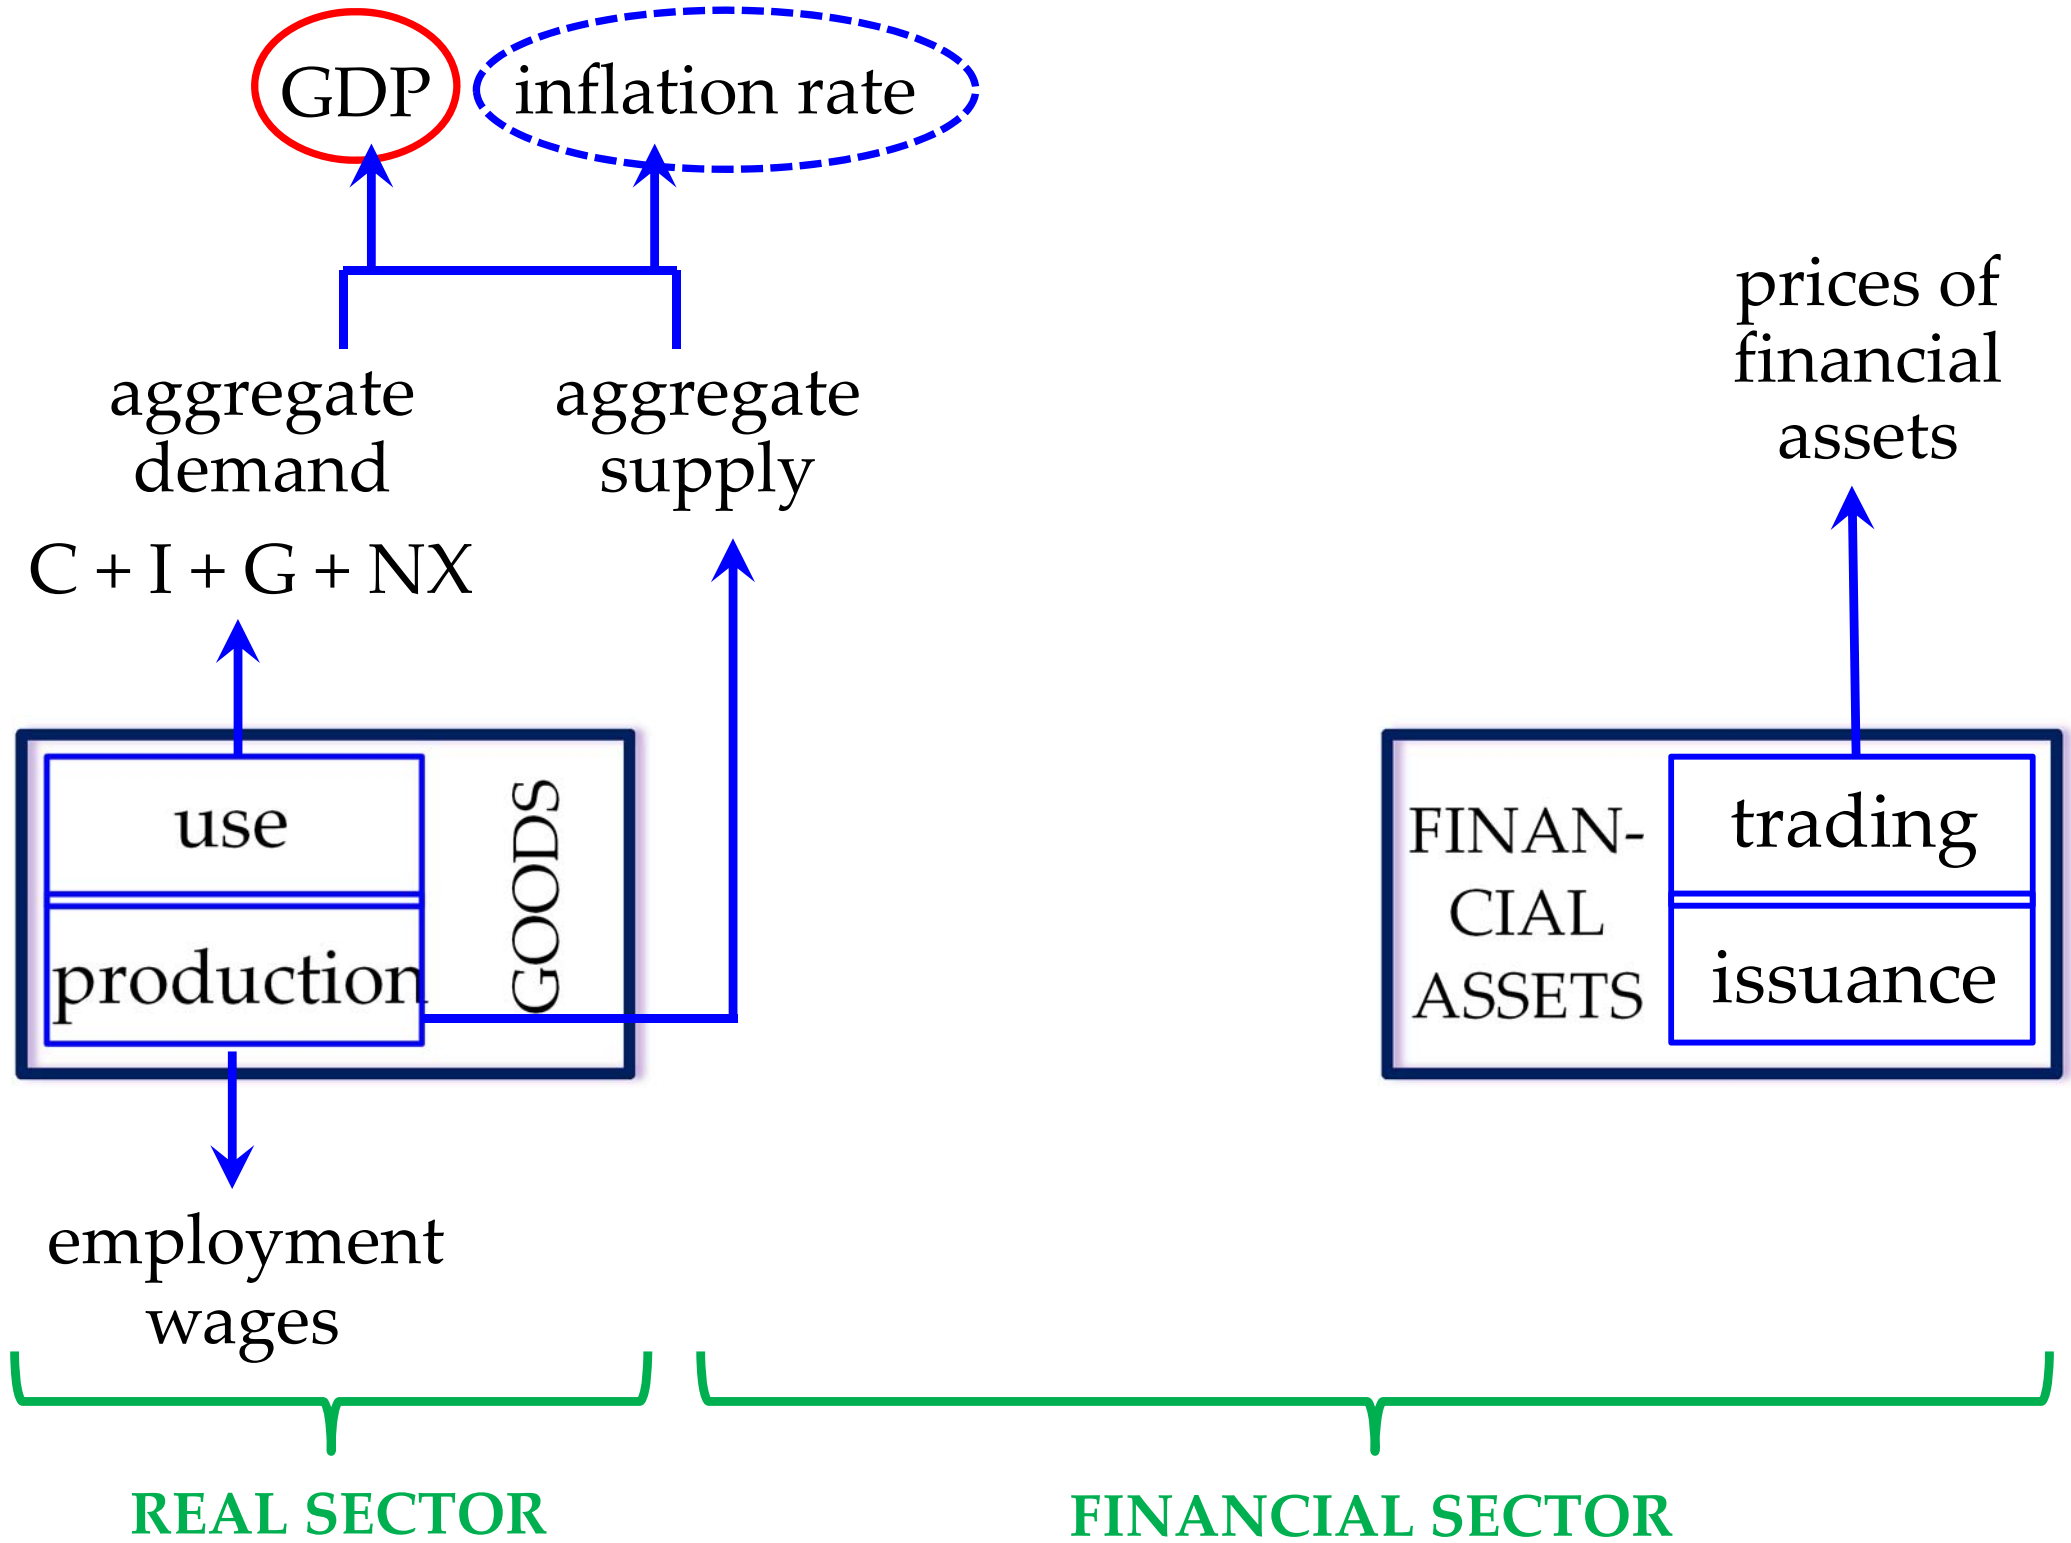 GDP
inflation rate
aggregate
demand
C + I + G + NX
aggregate
supply
prices of
financial
assets
use
production
GOODS
FINAN-
CIAL
ASSETS
trading
issuance
employment
wages
REAL SECTOR
FINANCIAL SECTOR